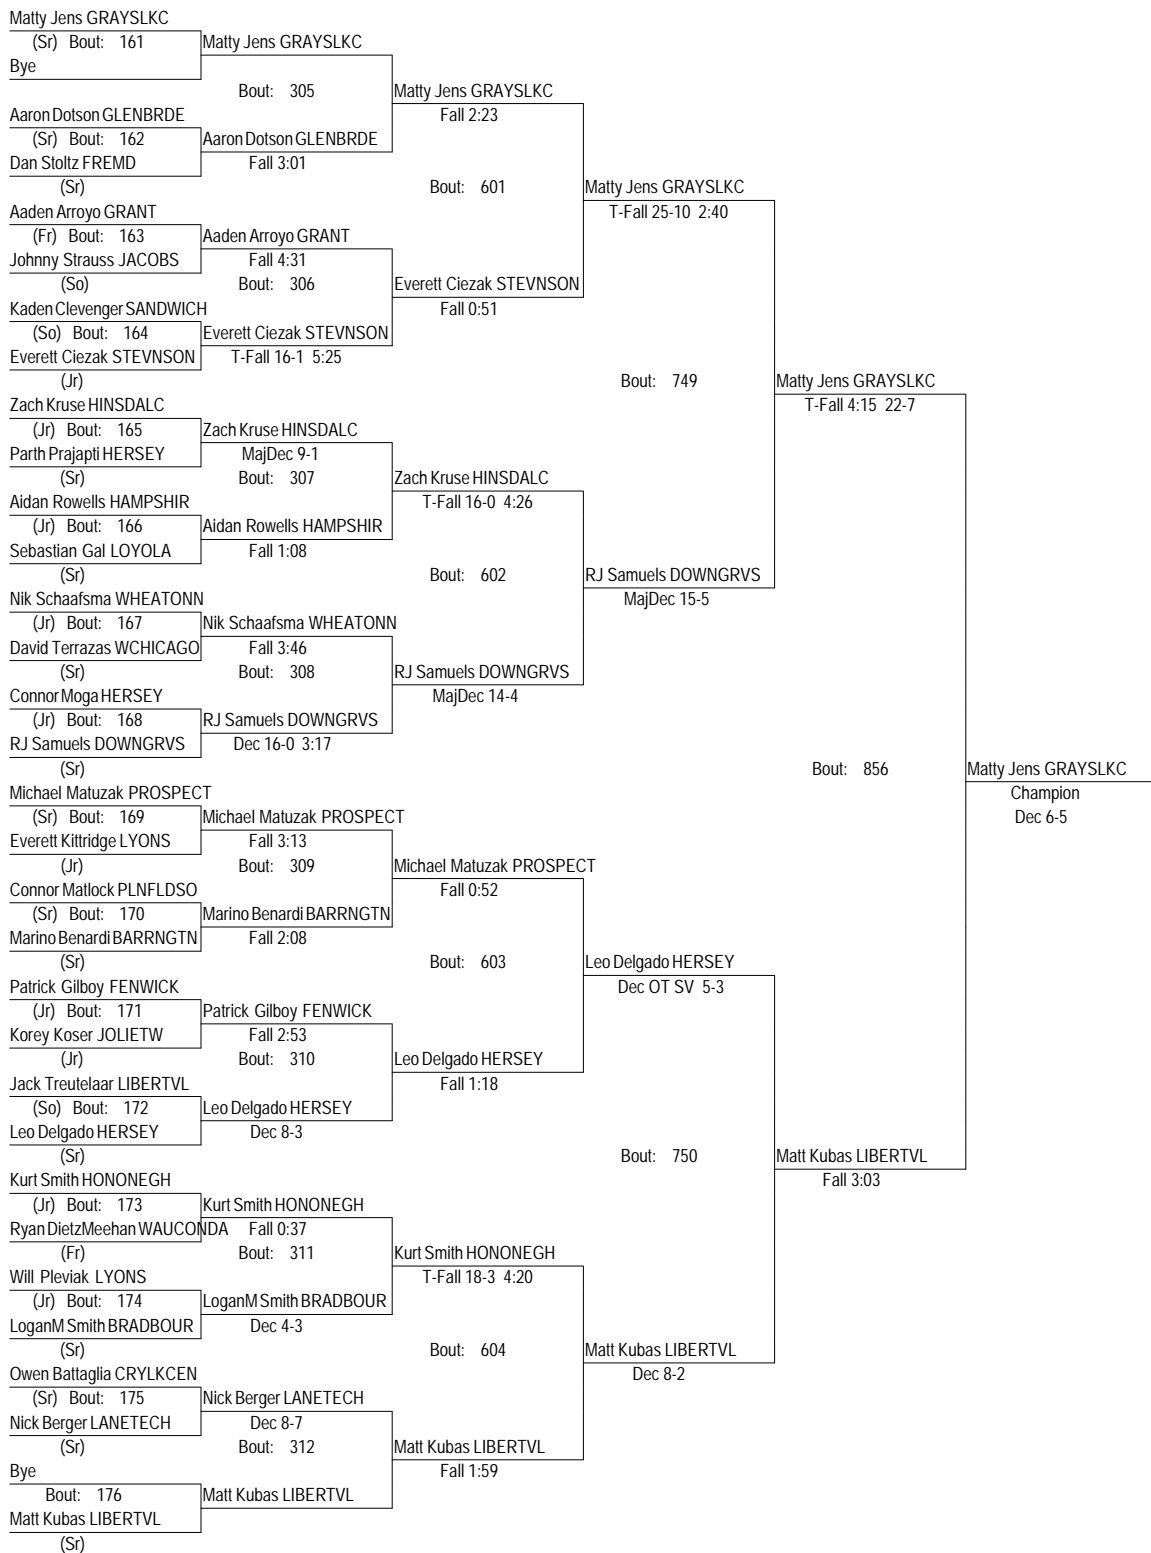 Matty Jens GRAYSLKC
(Sr) Bout: 161
Matty Jens GRAYSLKC
Bye
Bout: 305
Matty Jens GRAYSLKC
Aaron Dotson GLENBRDE
Fall 2:23
(Sr) Bout: 162
Aaron Dotson GLENBRDE
Dan Stoltz FREMD
Fall 3:01
(Sr)
Bout: 601
Matty Jens GRAYSLKC
Aaden Arroyo GRANT
T-Fall 25-10 2:40
(Fr) Bout: 163
Aaden Arroyo GRANT
Johnny Strauss JACOBS
Fall 4:31
(So)
Bout: 306
Everett Ciezak STEVNSON
Kaden Clevenger SANDWICH
Fall 0:51
(So) Bout: 164
Everett Ciezak STEVNSON
Everett Ciezak STEVNSON
T-Fall 16-1 5:25
(Jr)
Bout: 749
Matty Jens GRAYSLKC
Zach Kruse HINSDALC
T-Fall 4:15 22-7
(Jr) Bout: 165
Zach Kruse HINSDALC
Parth Prajapti HERSEY
MajDec 9-1
(Sr)
Bout: 307
Zach Kruse HINSDALC
Aidan Rowells HAMPSHIR
T-Fall 16-0 4:26
(Jr) Bout: 166
Aidan Rowells HAMPSHIR
Sebastian Gal LOYOLA
Fall 1:08
(Sr)
Bout: 602
RJ Samuels DOWNGRVS
Nik Schaafsma WHEATONN
MajDec 15-5
(Jr) Bout: 167
Nik Schaafsma WHEATONN
David Terrazas WCHICAGO
Fall 3:46
(Sr)
Bout: 308
RJ Samuels DOWNGRVS
Connor Moga HERSEY
MajDec 14-4
(Jr) Bout: 168
RJ Samuels DOWNGRVS
RJ Samuels DOWNGRVS
Dec 16-0 3:17
(Sr)
Bout: 856
Matty Jens GRAYSLKC
Michael Matuzak PROSPECT
Champion
(Sr) Bout: 169
Michael Matuzak PROSPECT
Dec 6-5
Everett Kittridge LYONS
Fall 3:13
(Jr)
Bout: 309
Michael Matuzak PROSPECT
Connor Matlock PLNFLDSO
Fall 0:52
(Sr) Bout: 170
Marino Benardi BARRNGTN
Marino Benardi BARRNGTN
Fall 2:08
(Sr)
Bout: 603
Leo Delgado HERSEY
Patrick Gilboy FENWICK
Dec OT SV 5-3
(Jr) Bout: 171
Patrick Gilboy FENWICK
Korey Koser JOLIETW
Fall 2:53
(Jr)
Bout: 310
Leo Delgado HERSEY
Jack Treutelaar LIBERTVL
Fall 1:18
(So) Bout: 172
Leo Delgado HERSEY
Leo Delgado HERSEY
Dec 8-3
(Sr)
Bout: 750
Matt Kubas LIBERTVL
Kurt Smith HONONEGH
Fall 3:03
(Jr) Bout: 173
Kurt Smith HONONEGH
Ryan DietzMeehan WAUCONDA
Fall 0:37
(Fr)
Bout: 311
Kurt Smith HONONEGH
Will Pleviak LYONS
T-Fall 18-3 4:20
(Jr) Bout: 174
LoganM Smith BRADBOUR
LoganM Smith BRADBOUR
Dec 4-3
(Sr)
Bout: 604
Matt Kubas LIBERTVL
Owen Battaglia CRYLKCEN
Dec 8-2
(Sr) Bout: 175
Nick Berger LANETECH
Nick Berger LANETECH
Dec 8-7
(Sr)
Bout: 312
Matt Kubas LIBERTVL
Bye
Fall 1:59
Bout: 176
Matt Kubas LIBERTVL
Matt Kubas LIBERTVL
(Sr)